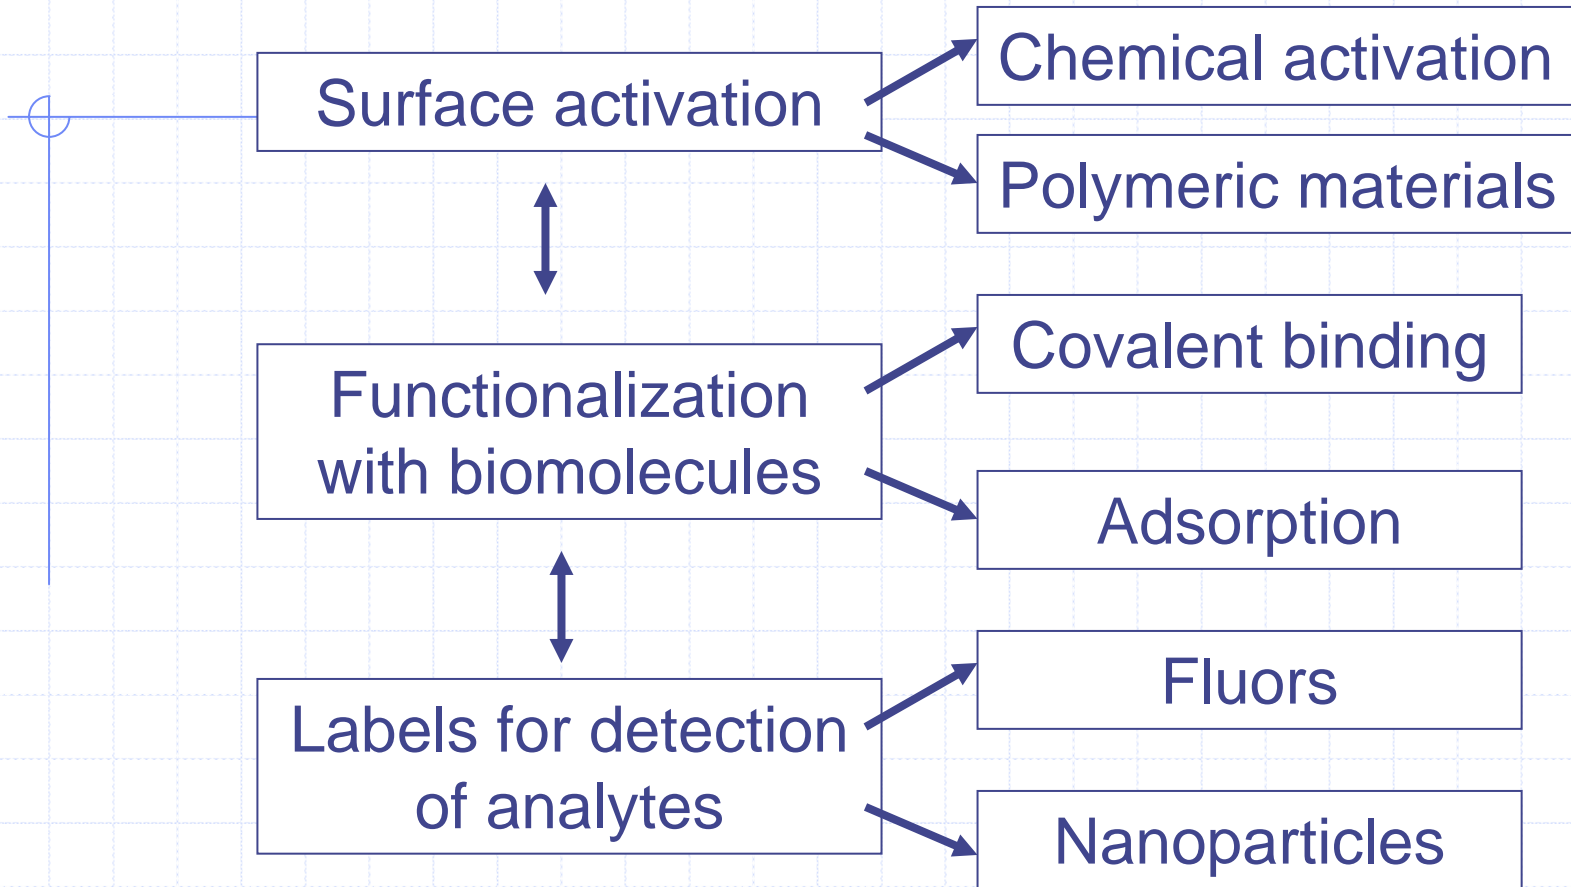 Surface activation
Chemical activation
Polymeric materials
Functionalization
with biomolecules
Covalent binding
Adsorption
Labels for detection
of analytes
Fluors
Nanoparticles